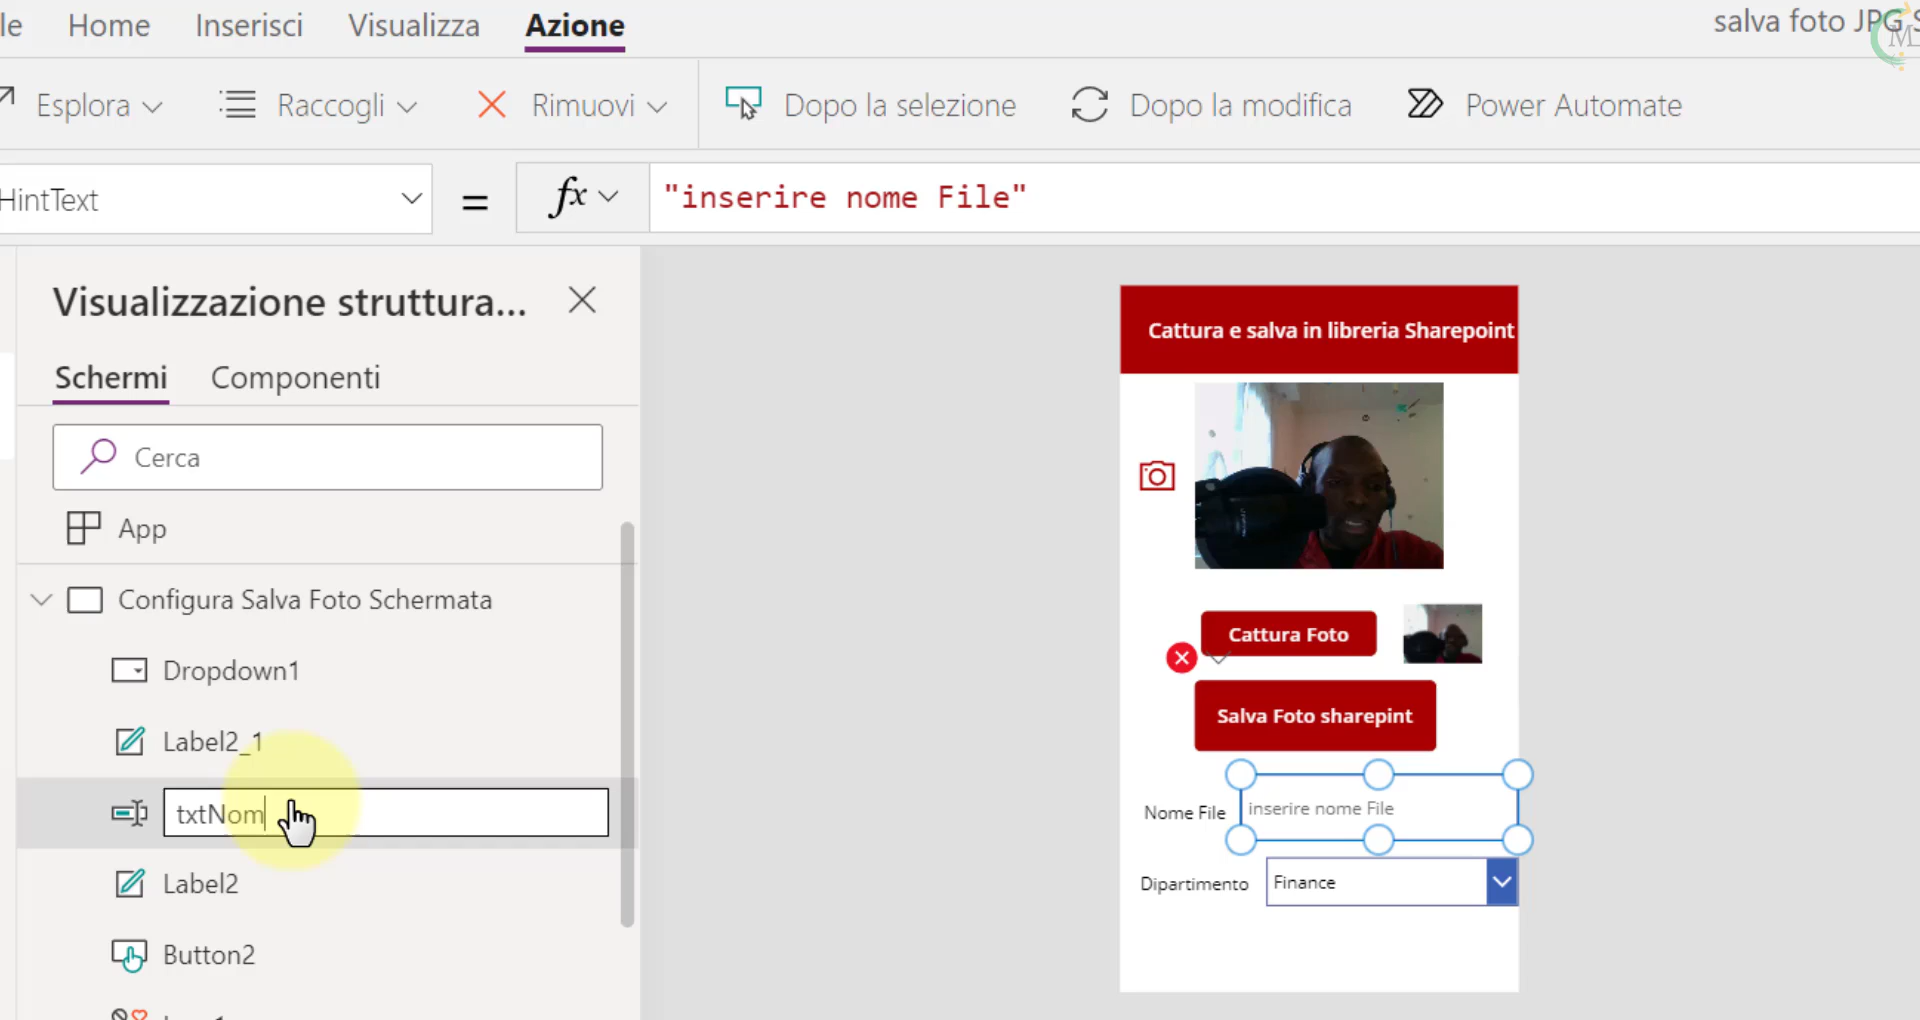 le Home Inserisci Visualizza Azione
salva foto JPG S
Esplora Raccogli Rimuovi Dopo la selezione Dopo la modifica Power Automate
HintText = fx "inserire nome File"
Visualizzazione struttura...
Schermi Componenti
Cerca
App
Configura Salva Foto Schermata
Dropdown1
Label2_1
txtNom
Label2
Button2
Cattura e salva in libreria Sharepoint
Cattura Foto
Salva Foto sharepint
Nome File inserire nome File
Dipartimento Finance